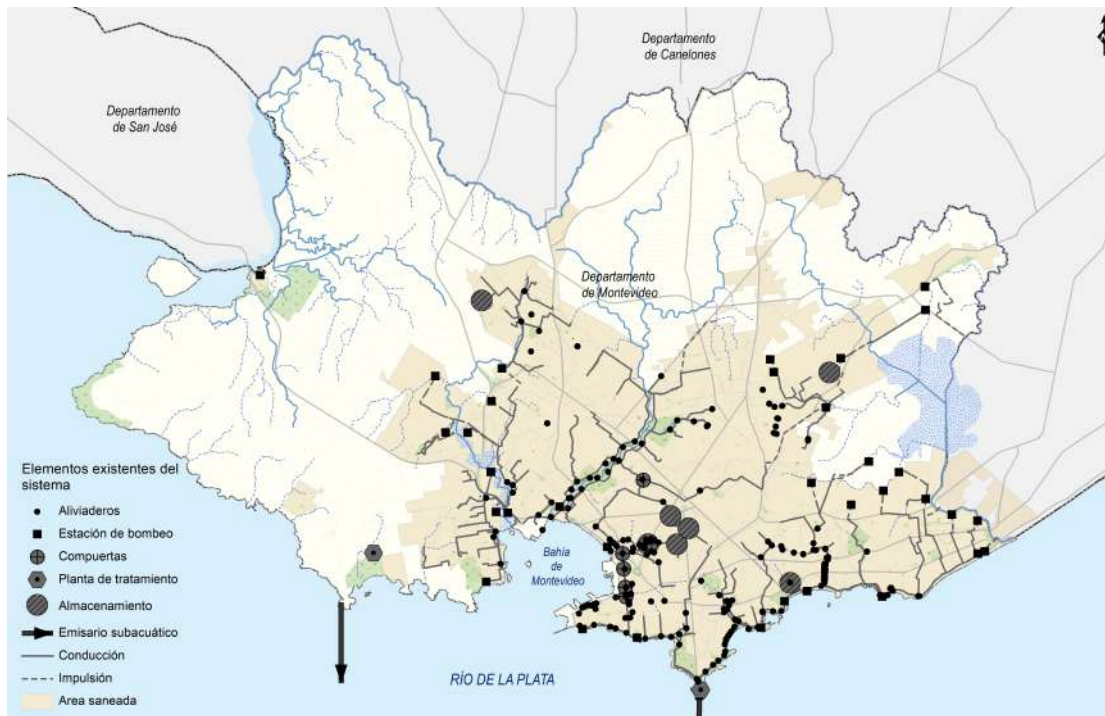 Departamento
de Canelones
Departamento
de San José
Departamento
de Montevideo
Elementos existentes del
sistema
Aliviaderos
Estación de bombeo
Compuertas
Planta de tratamiento
Almacenamiento
Emisario subacuático
Conducción
Impulsión
Area saneada
Bahía
de
Montevideo
RÍO DE LA PLATA